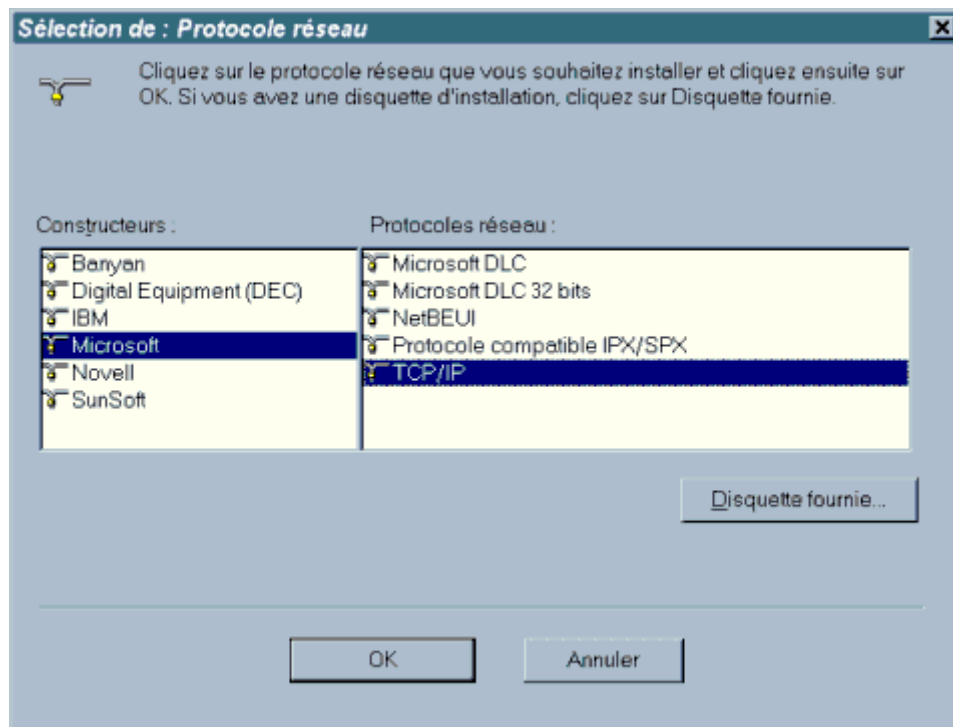 Sélection de : Protocole réseau
Cliquez sur le protocole réseau que vous souhaitez installer et cliquez ensuite sur
OK. Si vous avez une disquette d'installation, cliquez sur Disquette fournie.
Constructeurs :
Banyan
Digital Equipment (DEC)
IBM
Microsoft
Novell
SunSoft
Protocoles réseau :
Microsoft DLC
Microsoft DLC 32 bits
NetBEUI
Protocole compatible IPX/SPX
TCP/IP
Disquette fournie...
OK
Annuler